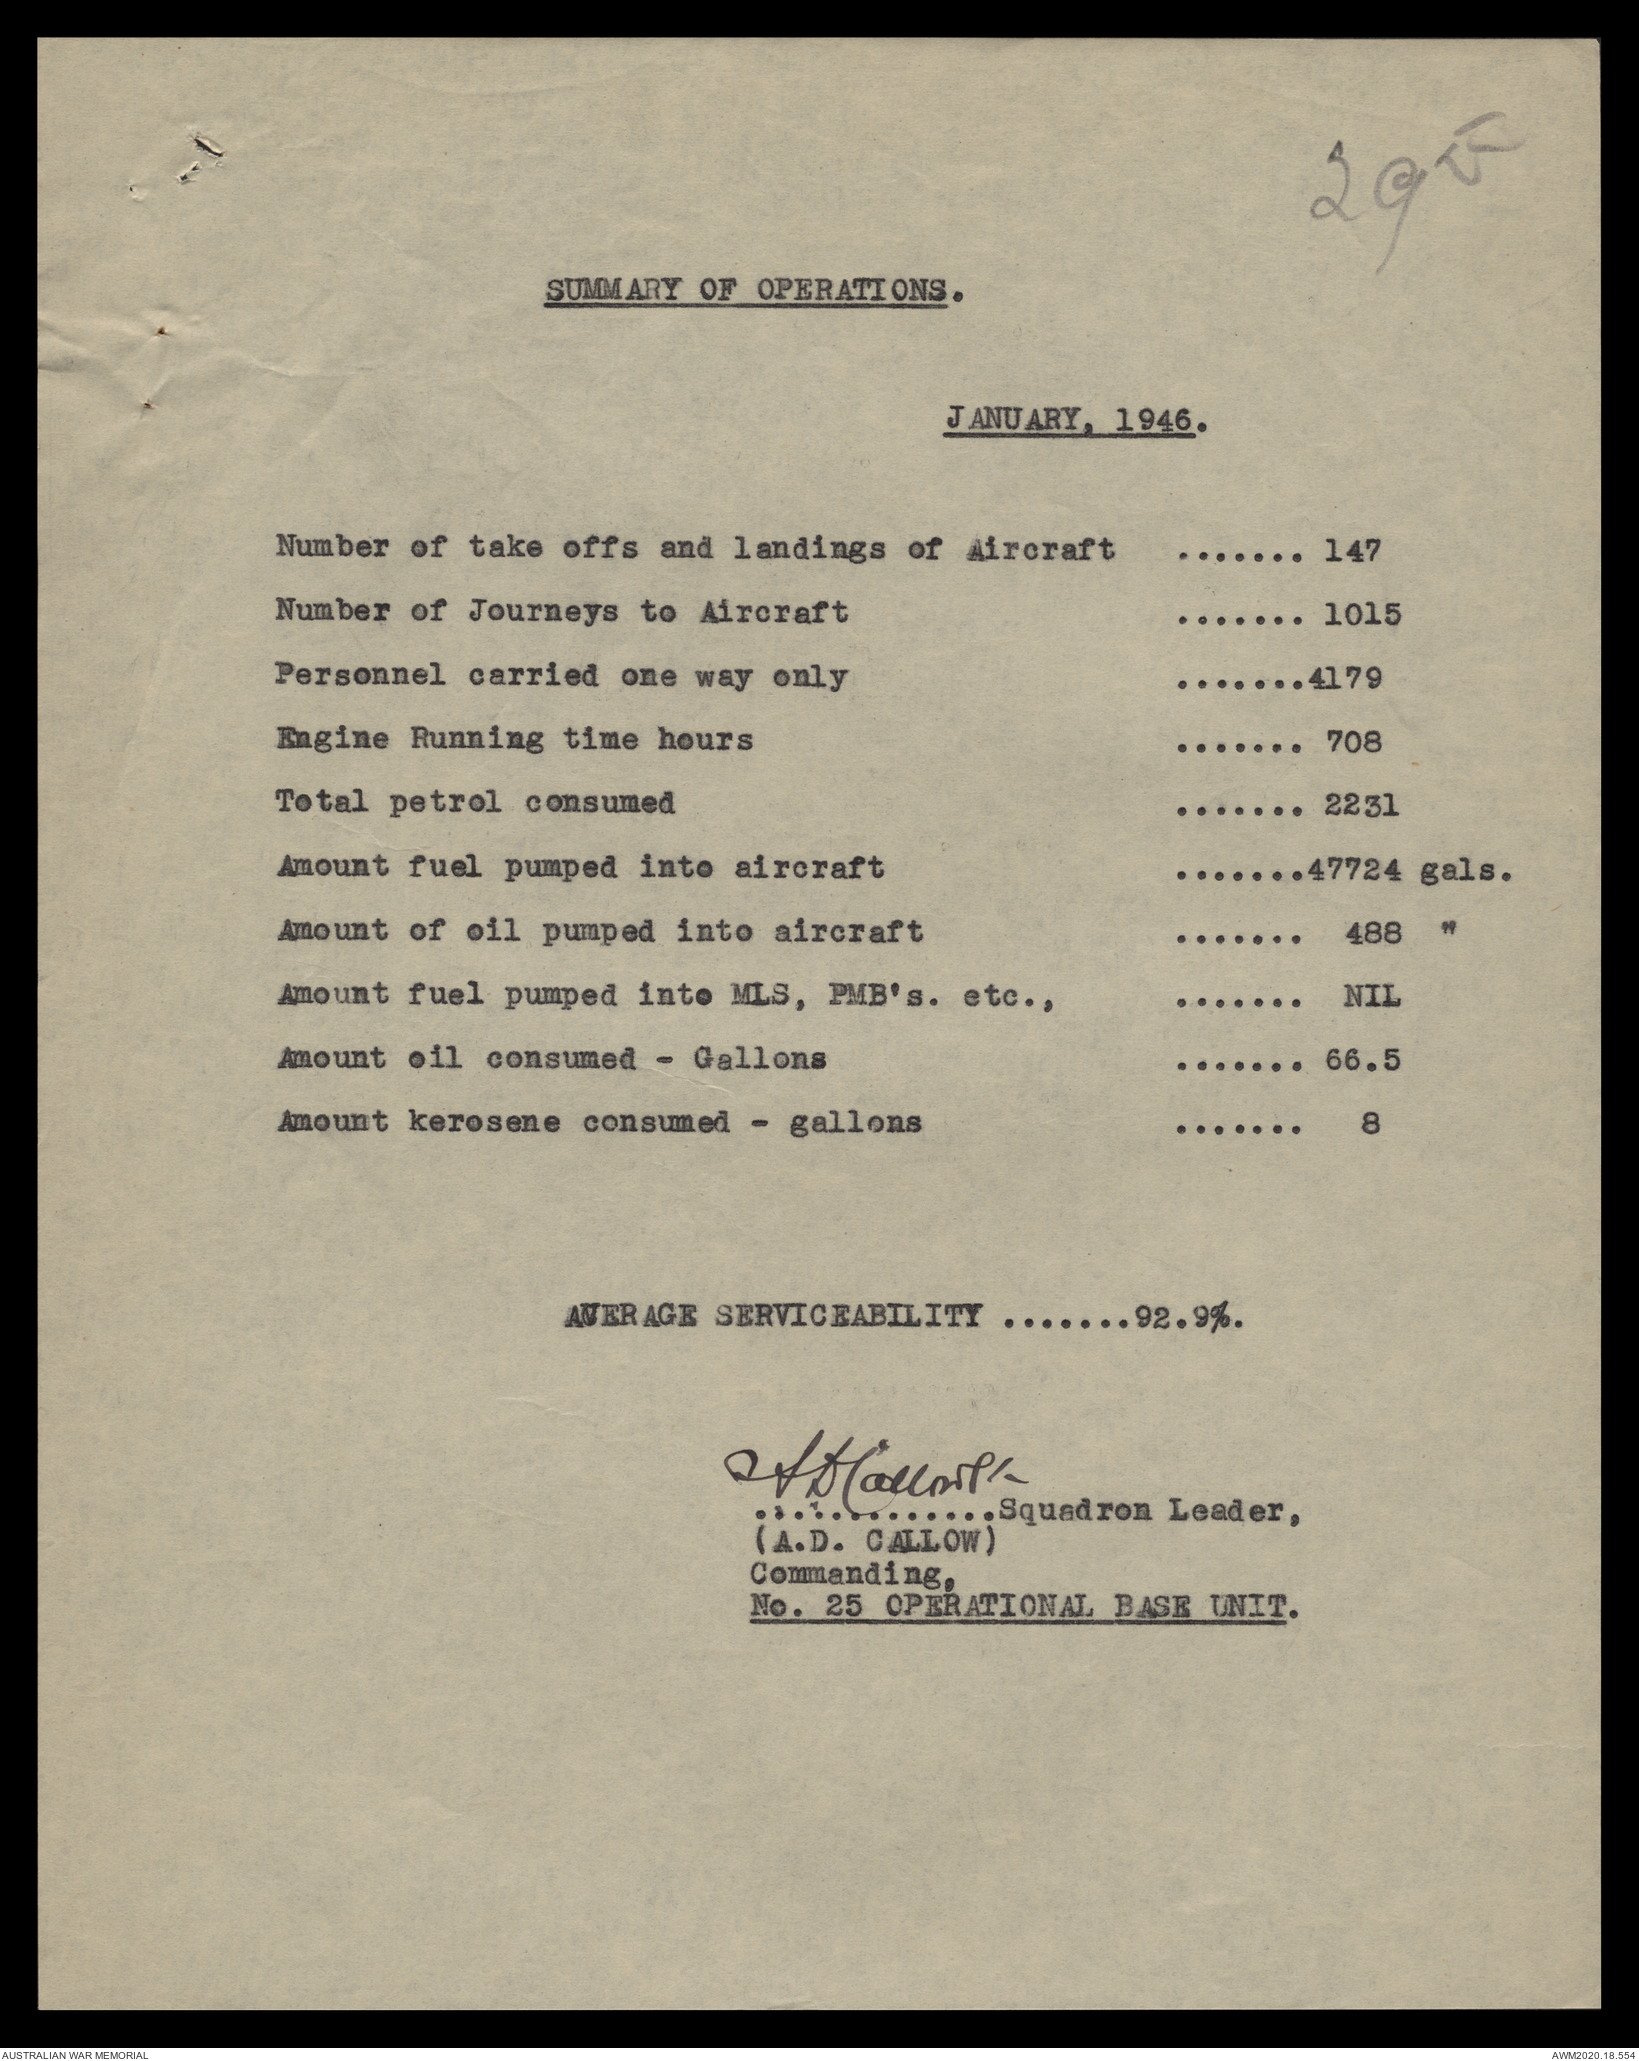 295
SUMMARY OF OPERATIONS.
JANUARY, 1946.
Number of take offs and landings of Aircraft ....... 147
Number of Journeys to Aircraft ....... 1015
Personnel carried one way only .......4179
Engine Running time hours ....... 708
Total petrol consumed ....... 2231
Amount fuel pumped into aircraft .......47724 gals.
Amount of oil pumped into aircraft ....... 488 "
Amount fuel pumped into MLS, PMB's. etc., ....... NIL
Amount oil consumed - Gallons ....... 66.5
Amount kerosene consumed - gallons ....... 8
AVERAGE SERVICEABILITY .......92.9%.
A D Callow S/L
.............Squadron Leader,
(A.D. CALLOW)
Commanding,
No. 25 OPERATIONAL BASE UNIT.
AUSTRALIAN WAR MEMORIAL
AWM2020.18.554